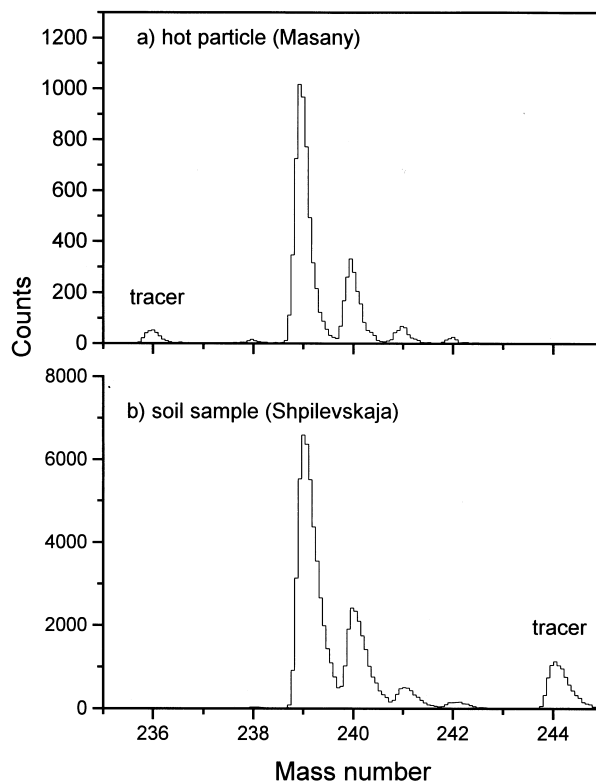 1200
a) hot particle (Masany)
1000
800
600
400
tracer
200
0
Counts
8000
b) soil sample (Shpilevskaja)
6000
4000
tracer
2000
0
236 238 240 242 244
Mass number